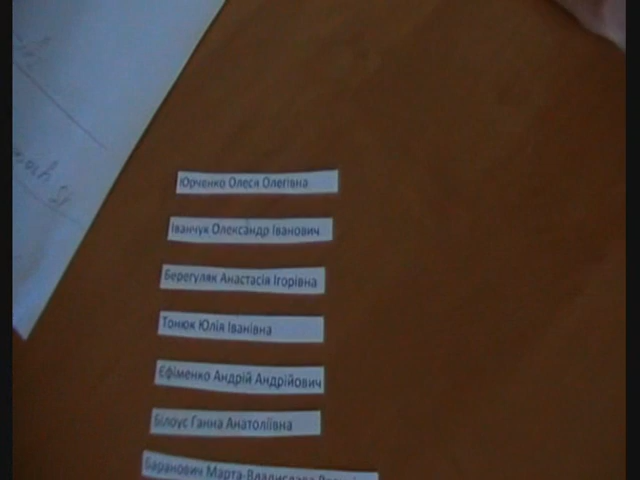 Юрченко Олеся Олегівна
Іванчук Олександр Іванович
Берегуляк Анастасія Ігорівна
Тонюк Юлія Іванівна
Єфіменко Андрій Андрійович
Білоус Ганна Анатоліївна
Баранович Марта-Владислава